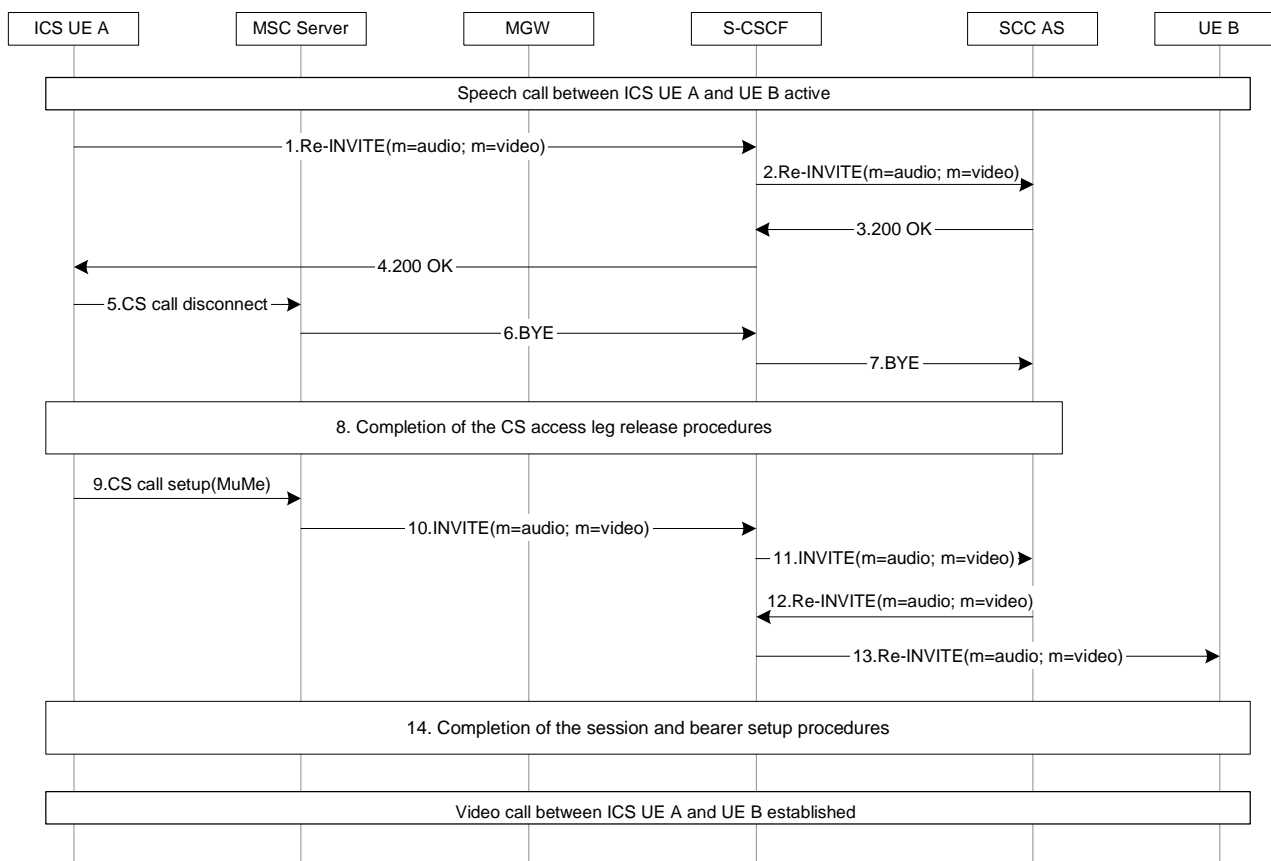 ICS UE A
MSC Server
MGW
S-CSCF
SCC AS
UE B
Speech call between ICS UE A and UE B active
1.Re-INVITE(m=audio; m=video)
2.Re-INVITE(m=audio; m=video)
3.200 OK
4.200 OK
5.CS call disconnect
6.BYE
7.BYE
8. Completion of the CS access leg release procedures
9.CS call setup(MuMe)
10.INVITE(m=audio; m=video)
11.INVITE(m=audio; m=video)
12.Re-INVITE(m=audio; m=video)
13.Re-INVITE(m=audio; m=video)
14. Completion of the session and bearer setup procedures
Video call between ICS UE A and UE B established